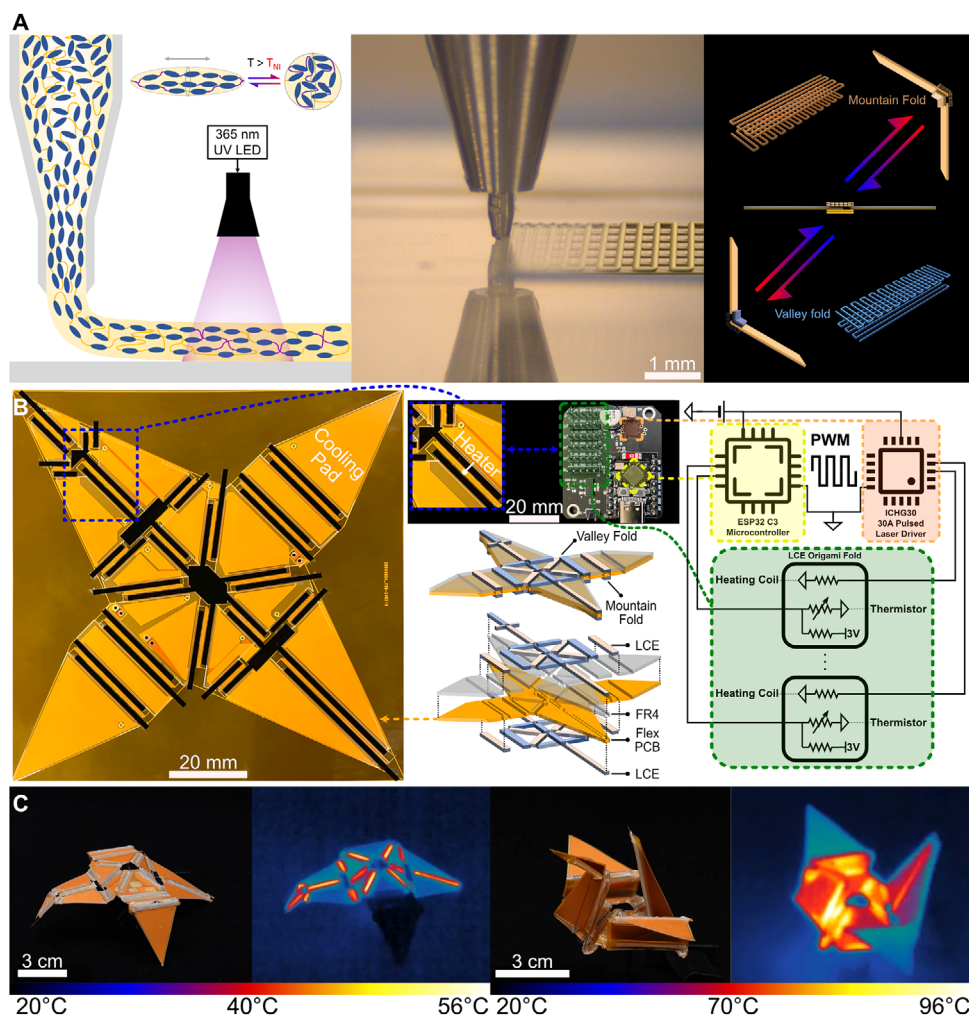 A
T > T_NI
365 nm
UV LED
1 mm
Mountain Fold
Valley fold
B
Cooling
Pad
20 mm
Heater
20 mm
Valley Fold
Mountain
Fold
LCE
FR4
Flex
PCB
LCE
PWM
ESP32 C3
Microcontroller
ICHG30
30A Pulsed
Laser Driver
LCE Origami Fold
Heating Coil
Thermistor
3V
Heating Coil
Thermistor
3V
C
3 cm
3 cm
20°C
40°C
56°C
20°C
70°C
96°C